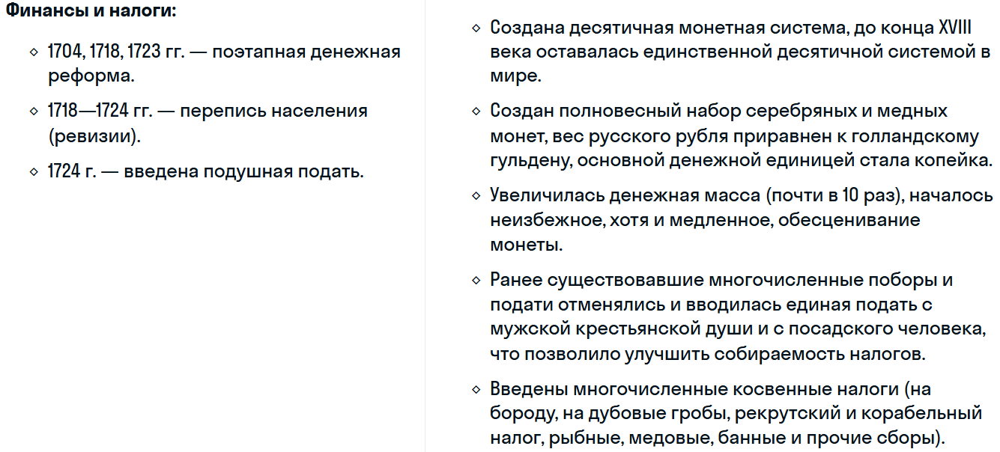 Финансы и налоги:
◇ 1704, 1718, 1723 гг. — поэтапная денежная
реформа.
◇ 1718—1724 гг. — перепись населения
(ревизии).
◇ 1724 г. — введена подушная подать.
◇ Создана десятичная монетная система, до конца XVIII
века оставалась единственной десятичной системой в
мире.
◇ Создан полновесный набор серебряных и медных
монет, вес русского рубля приравнен к голландскому
гульдену, основной денежной единицей стала копейка.
◇ Увеличилась денежная масса (почти в 10 раз), началось
неизбежное, хотя и медленное, обесценивание
монеты.
◇ Ранее существовавшие многочисленные поборы и
подати отменялись и вводилась единая подать с
мужской крестьянской души и с посадского человека,
что позволило улучшить собираемость налогов.
◇ Введены многочисленные косвенные налоги (на
бороду, на дубовые гробы, рекрутский и корабельный
налог, рыбные, медовые, банные и прочие сборы).